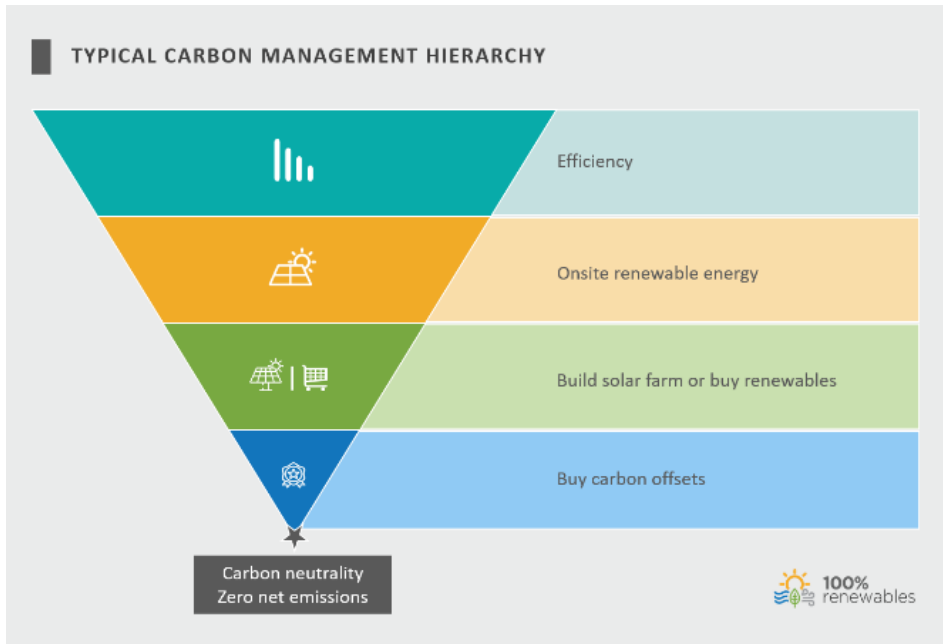 TYPICAL CARBON MANAGEMENT HIERARCHY
Efficiency
Onsite renewable energy
Build solar farm or buy renewables
Buy carbon offsets
Carbon neutrality
Zero net emissions
100%
renewables